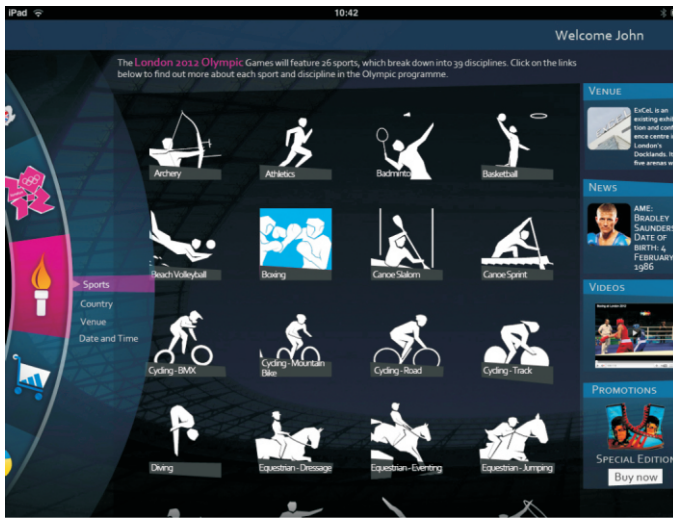 iPad
10:42
Welcome John
The London 2012 Olympic Games will feature 26 sports, which break down into 39 disciplines. Click on the links
below to find out more about each sport and discipline in the Olympic programme.
Archery
Athletics
Badminto
Basketball
Beach Volleyball
Boxing
Canoe Slalom
Canoe Sprint
Cycling - BMX
Cycling - Mountain
Bike
Cycling - Road
Cycling - Track
Diving
Equestrian - Dressage
Equestrian - Eventing
Equestrian - Jumping
Sports
Country
Venue
Date and Time
VENUE
ExCeL is an
existing exhi
tion and conf
ence centre i
London's
Docklands. It
five arenas w
NEWS
AME:
BRADLEY
SAUNDERS
DATE OF
BIRTH: 4
FEBRUARY
1986
VIDEOS
PROMOTIONS
SPECIAL EDITION
Buy now